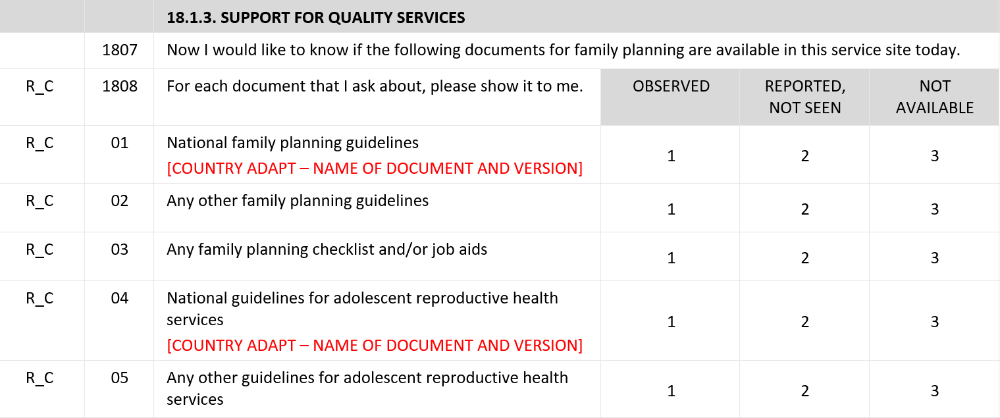 18.1.3. SUPPORT FOR QUALITY SERVICES
1807 Now I would like to know if the following documents for family planning are available in this service site today.
R_C 1808 For each document that I ask about, please show it to me. OBSERVED REPORTED, NOT
NOT SEEN AVAILABLE
R_C 01 National family planning guidelines
[COUNTRY ADAPT – NAME OF DOCUMENT AND VERSION] 1 2 3
R_C 02 Any other family planning guidelines 1 2 3
R_C 03 Any family planning checklist and/or job aids 1 2 3
R_C 04 National guidelines for adolescent reproductive health
services 1 2 3
[COUNTRY ADAPT – NAME OF DOCUMENT AND VERSION]
R_C 05 Any other guidelines for adolescent reproductive health
services 1 2 3